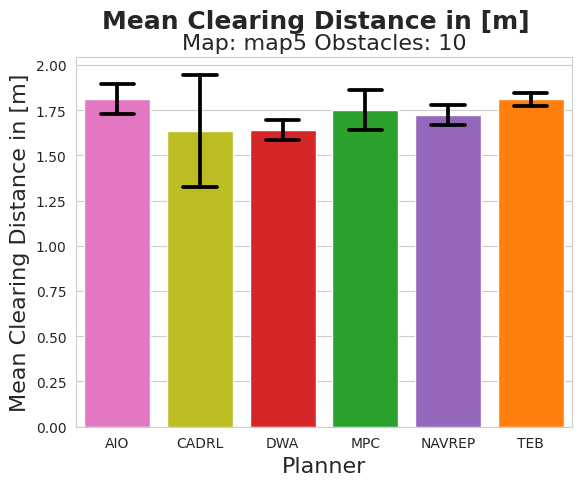 Mean Clearing Distance in [m]
Map: map5 Obstacles: 10
Mean Clearing Distance in [m]
2.00
1.75
1.50
1.25
1.00
0.75
0.50
0.25
0.00
AIO CADRL DWA MPC NAVREP TEB
Planner